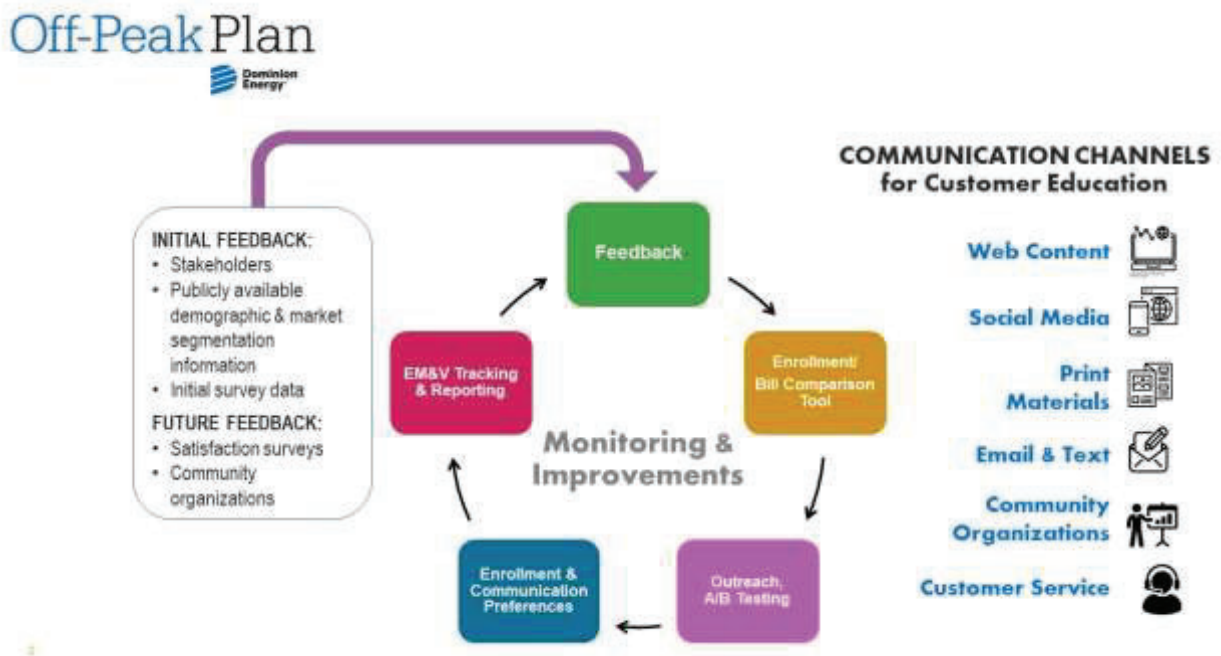 Off-Peak Plan
Dominion
Energy
INITIAL FEEDBACK:
• Stakeholders
• Publicly available
demographic & market
segmentation
information
• Initial survey data
FUTURE FEEDBACK:
• Satisfaction surveys
• Community
organizations
Feedback
Enrollment/
Bill Comparison
Tool
Outreach,
A/B Testing
Enrollment &
Communication
Preferences
EM&V Tracking
& Reporting
Monitoring &
Improvements
COMMUNICATION CHANNELS
for Customer Education
Web Content
Social Media
Print
Materials
Email & Text
Community
Organizations
Customer Service